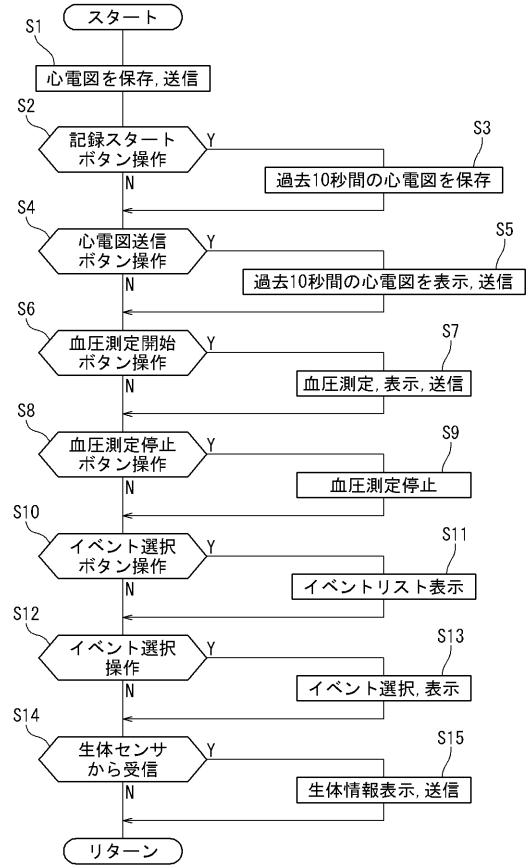 スタート
S1
心電図を保存, 送信
S2
記録スタート
ボタン操作
Y
N
S3
過去10秒間の心電図を保存
S4
心電図送信
ボタン操作
Y
N
S5
過去10秒間の心電図を表示, 送信
S6
血圧測定開始
ボタン操作
Y
N
S7
血圧測定, 表示, 送信
S8
血圧測定停止
ボタン操作
Y
N
S9
血圧測定停止
S10
イベント選択
ボタン操作
Y
N
S11
イベントリスト表示
S12
イベント選択
操作
Y
N
S13
イベント選択, 表示
S14
生体センサ
から受信
Y
N
S15
生体情報表示, 送信
リターン